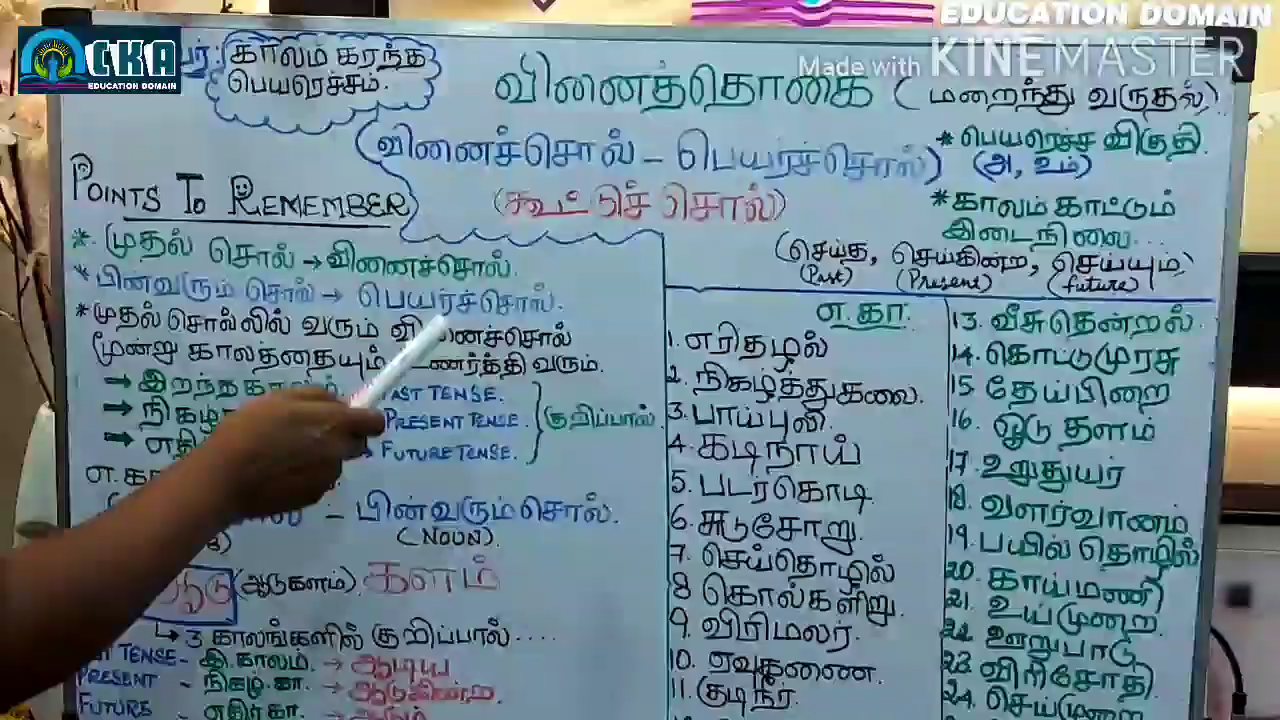 EDUCATION DOMAIN
Made with KINEMASTER
CKA
EDUCATION DOMAIN
காலம் கரந்த
பெயரெச்சம்.
வினைத்தொகை (மறைந்து வருதல்).
(வினைச்சொல் - பெயர்ச்சொல்)
(கூட்டுச் சொல்)
* பெயரெச்ச விகுதி.
(அ, உம்)
* காலம் காட்டும்
இடைநிலை...
(செய்த, செய்கின்ற, செய்யும்)
(Past) (Present) (future)
POINTS TO REMEMBER
*. முதல் சொல் → வினைச்சொல்.
* பின்வரும் சொல் → பெயர்ச்சொல்.
* முதல் சொல்லில் வரும்
மூன்று காலத்தையும் உணர்த்தி வரும்.
⇒ இறந்தகாலம் PAST TENSE.
⇒ PRESENT TENSE. குறிப்பால்.
⇒ FUTURE TENSE.
எ.கா
- பின்வரும்சொல்.
(NOUN).
ஆடு (ஆடுகளம்). களம்
↳ 3 காலங்களில் குறிப்பால்....
PAST TENSE - இ.காலம். → ஆடிய
PRESENT - நிகழ்.கா. → ஆடுகின்ற.
FUTURE - எதிர்.கா. → ஆடும்
எ.கா.
1. எரிதழல்
2. நிகழ்த்துகலை.
3. பாய்புலி.
4. கடிநாய்
5. படர்கொடி
6. சுடுசோறு.
7. செய்தொழில்
8 கொல்களிறு.
9. விரிமலர்.
10. ஏவுகணை.
11. குடிநீர்
13. வீசுதென்றல்.
14. கொட்டுமுரசு
15 தேய்பிறை
16. ஓடுதளம்
17. உறுதுயர்
18. வளர்வானம்
19. பயில்தொழில்
20. காய்மணி
21. உய்முறை.
22 ஊறுபாடு
23. விரிசோதி
24. செய்முறை